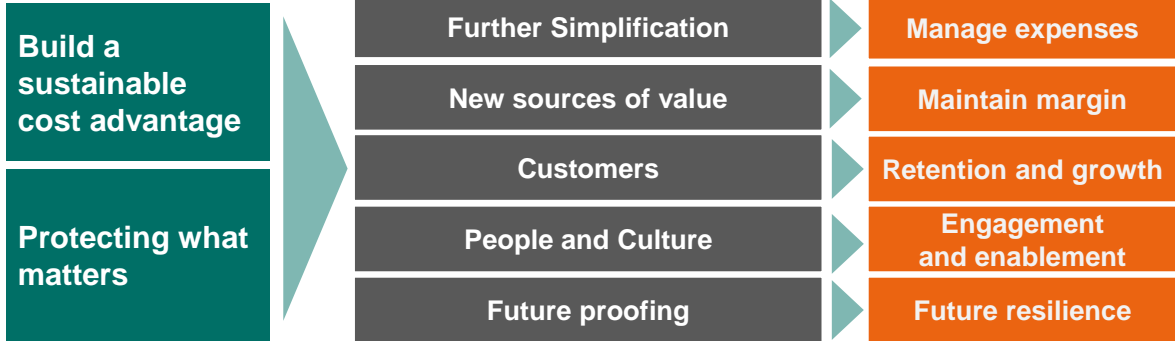 Build a
sustainable
cost advantage
Protecting what
matters
Further Simplification
New sources of value
Customers
People and Culture
Future proofing
Manage expenses
Maintain margin
Retention and growth
Engagement
and enablement
Future resilience